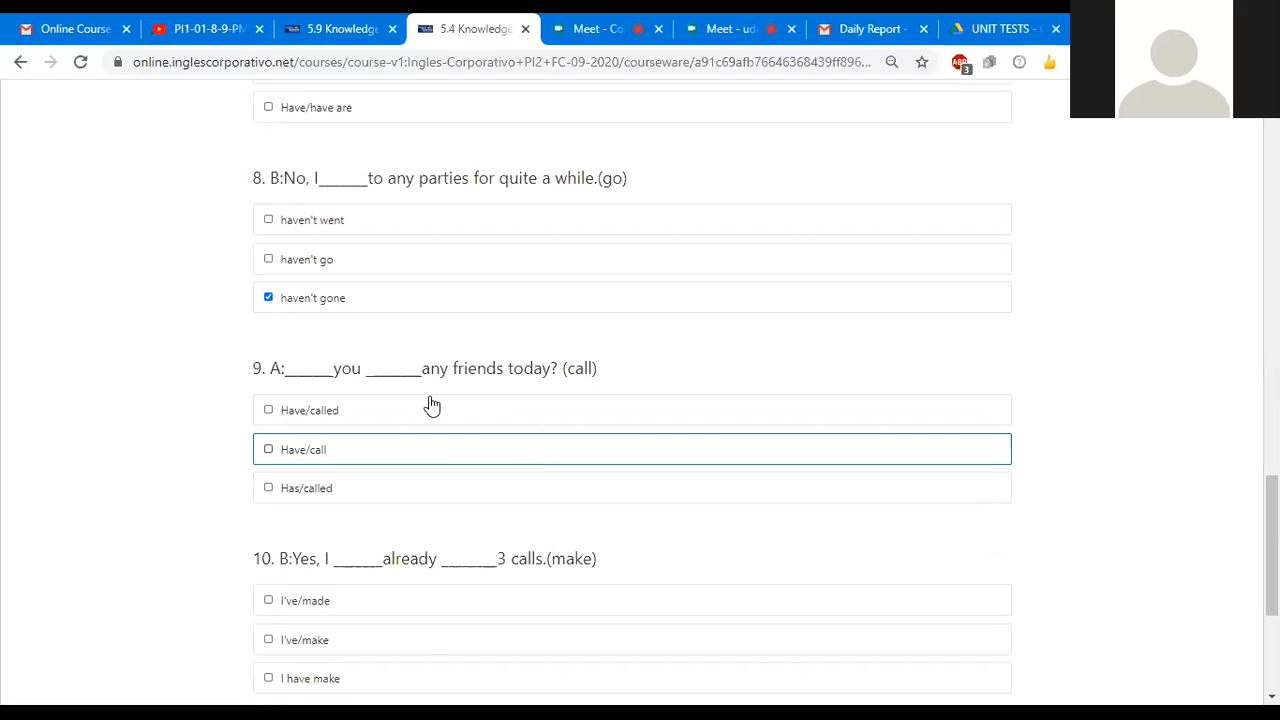 Online Course
PI1-01-8-9-PM
5.9 Knowledge
5.4 Knowledge
Meet - Co
Meet - ud
Daily Report -
UNIT TESTS -
online.inglescorporativo.net/courses/course-v1:Ingles-Corporativo+PI2+FC-09-2020/courseware/a91c69afb76646368439ff896...
ABP
3
Have/have are
8. B:No, I______to any parties for quite a while.(go)
haven't went
haven't go
haven't gone
9. A:______you _______any friends today? (call)
Have/called
Have/call
Has/called
10. B:Yes, I ______already _______3 calls.(make)
I've/made
I've/make
I have make